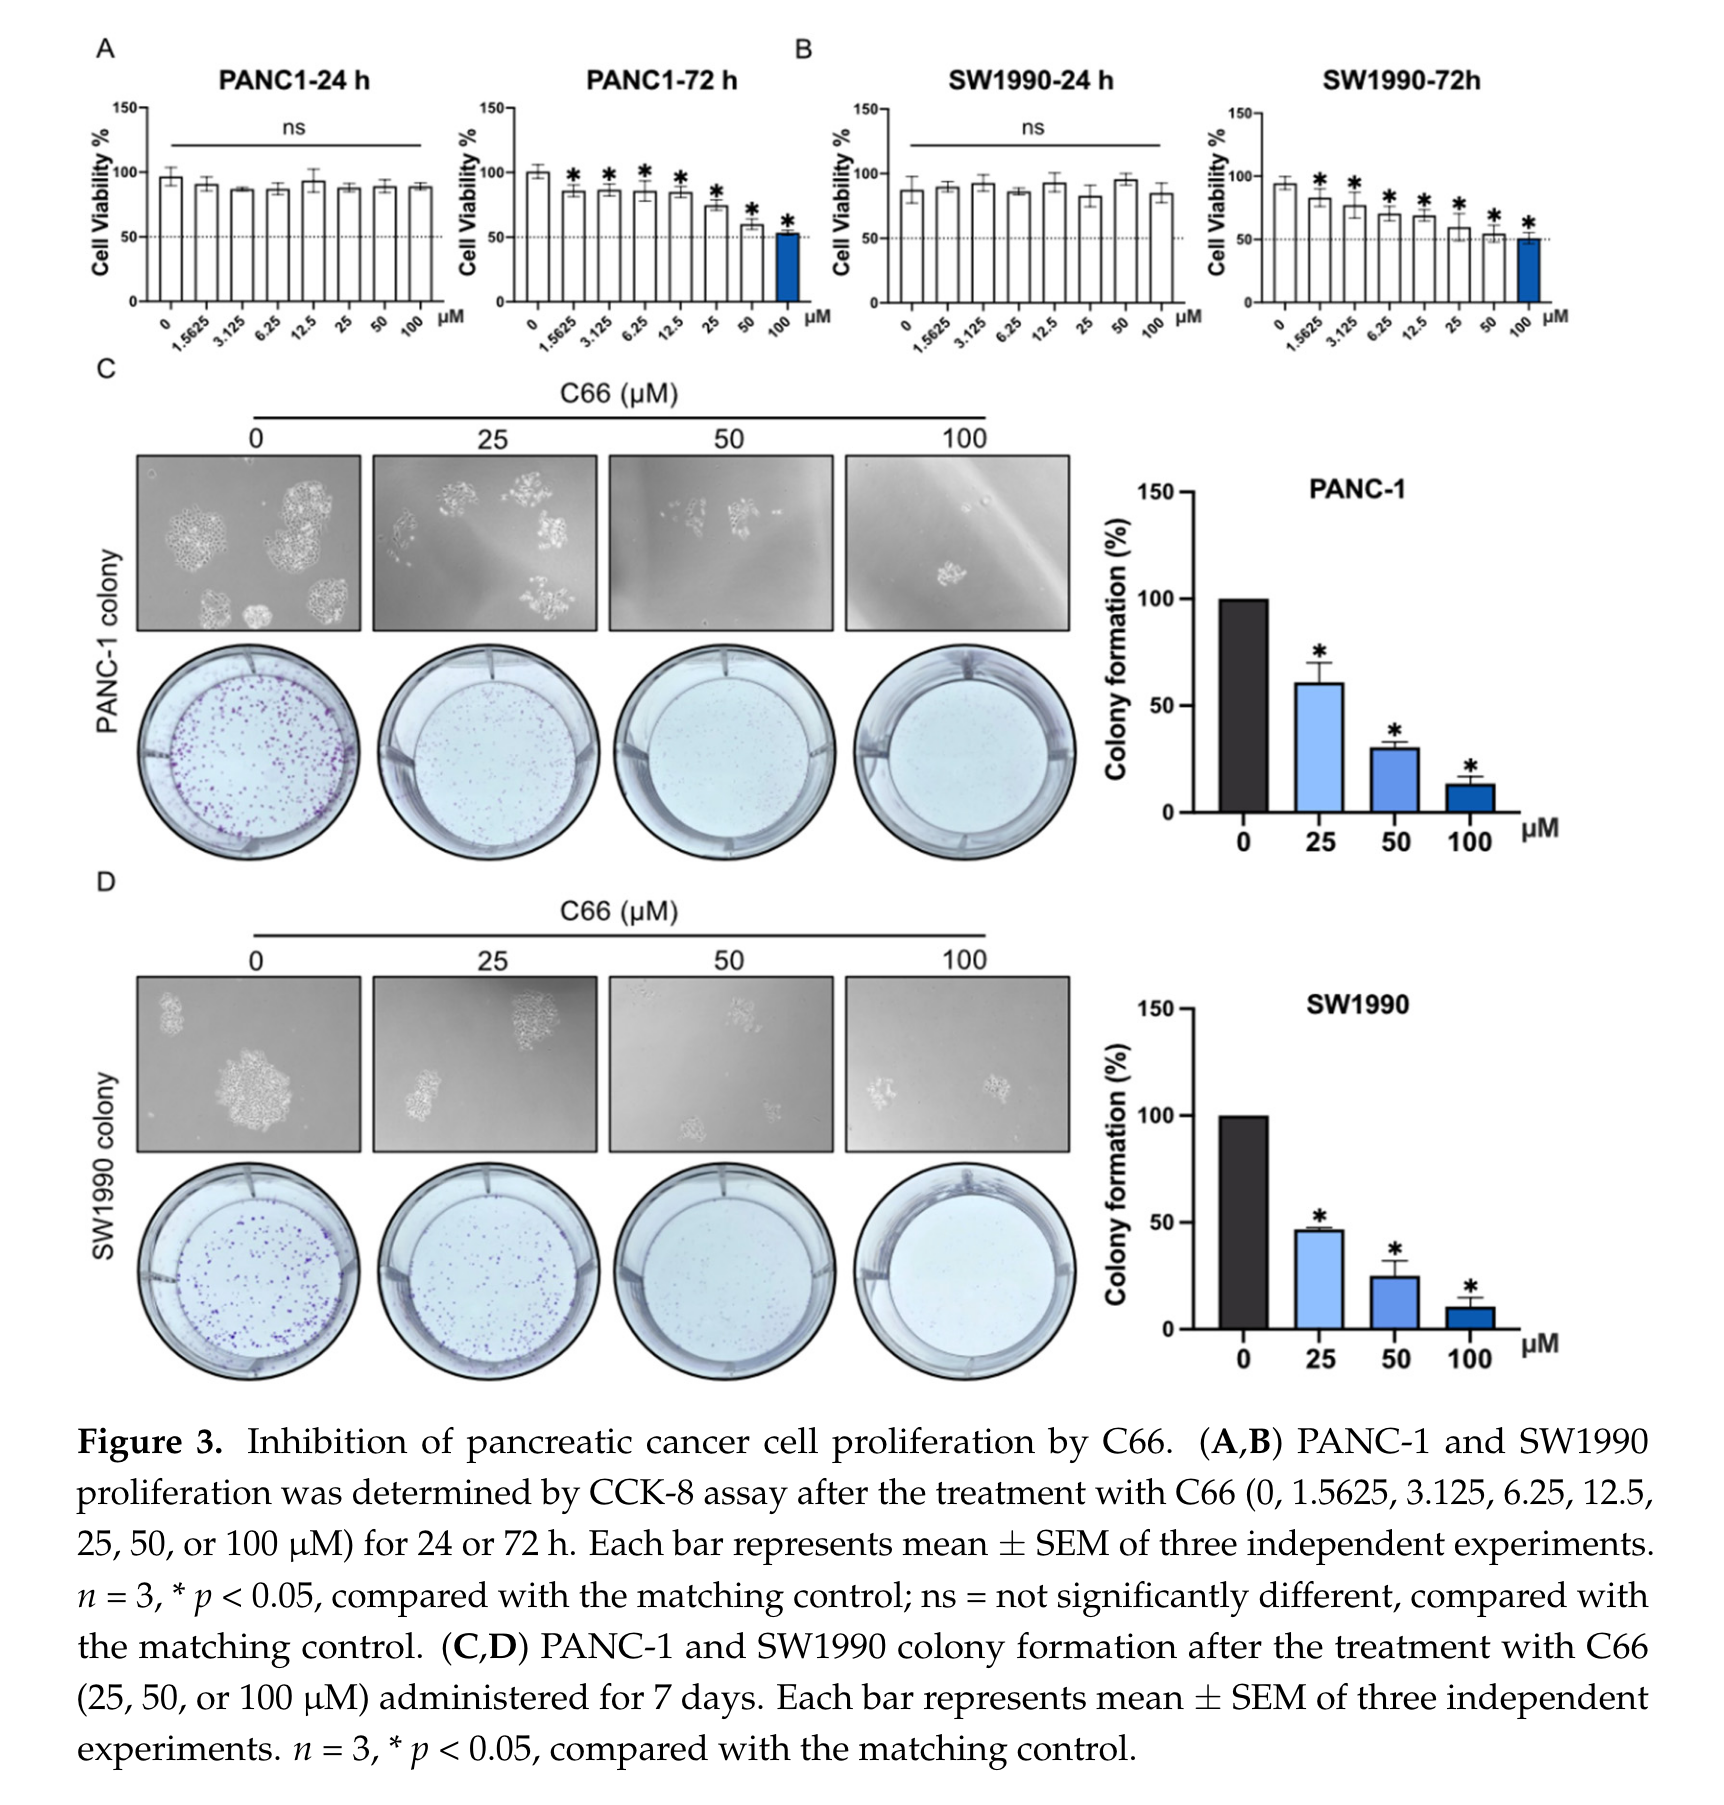 A
B
PANC1-24 h
PANC1-72 h
SW1990-24 h
SW1990-72h
Cell Viability %
150
100
50
0
ns
0 1.5625 3.125 6.25 12.5 25 50 100 µM
Cell Viability %
150
100
50
0
* * * * * * *
0 1.5625 3.125 6.25 12.5 25 50 100 µM
Cell Viability %
150
100
50
0
ns
0 1.5625 3.125 6.25 12.5 25 50 100 µM
Cell Viability %
150
100
50
0
* * * * * * *
0 1.5625 3.125 6.25 12.5 25 50 100 µM
C
C66 (µM)
0 25 50 100
PANC-1 colony
PANC-1
Colony formation (%)
150
100
50
0
* * *
0 25 50 100 µM
D
C66 (µM)
0 25 50 100
SW1990 colony
SW1990
Colony formation (%)
150
100
50
0
* * *
0 25 50 100 µM
Figure 3. Inhibition of pancreatic cancer cell proliferation by C66. (A,B) PANC-1 and SW1990
proliferation was determined by CCK-8 assay after the treatment with C66 (0, 1.5625, 3.125, 6.25, 12.5,
25, 50, or 100 µM) for 24 or 72 h. Each bar represents mean ± SEM of three independent experiments.
n = 3, * p < 0.05, compared with the matching control; ns = not significantly different, compared with
the matching control. (C,D) PANC-1 and SW1990 colony formation after the treatment with C66
(25, 50, or 100 µM) administered for 7 days. Each bar represents mean ± SEM of three independent
experiments. n = 3, * p < 0.05, compared with the matching control.